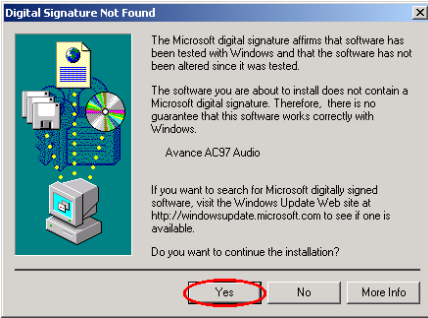 Digital Signature Not Found
The Microsoft digital signature affirms that software has
been tested with Windows and that the software has not
been altered since it was tested.
The software you are about to install does not contain a
Microsoft digital signature. Therefore, there is no
guarantee that this software works correctly with
Windows.
Avance AC97 Audio
If you want to search for Microsoft digitally signed
software, visit the Windows Update Web site at
http://windowsupdate.microsoft.com to see if one is
available.
Do you want to continue the installation?
Yes No More Info